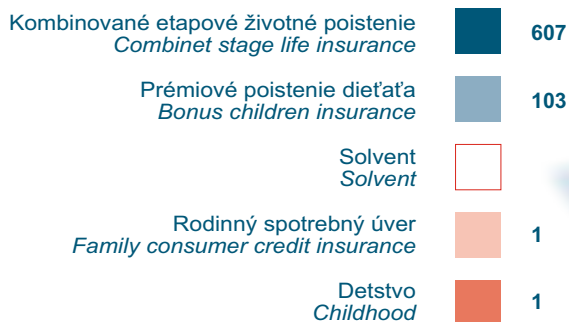 Kombinované etapové životné poistenie
Combinet stage life insurance
607
Prémiové poistenie dieťaťa
Bonus children insurance
103
Solvent
Solvent
Rodinný spotrebný úver
Family consumer credit insurance
1
Detstvo
Childhood
1